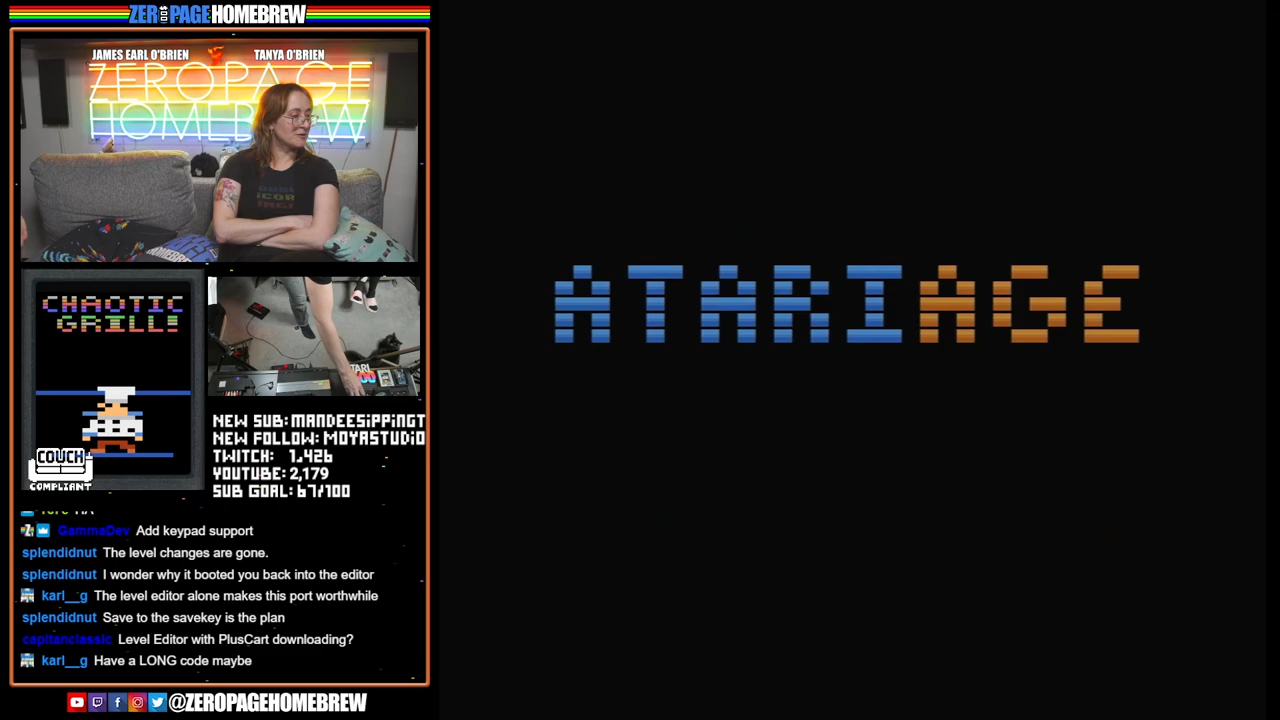 ZEROPAGE HOMEBREW
JAMES EARL O'BRIEN
TANYA O'BRIEN
ZEROPAGE
HOMEBREW
CHAOTIC
GRILL!
COUCH
COMPLIANT
NEW SUB: MANDEESIPPINGT
NEW FOLLOW: MOYASTUDIO
TWITCH: 1,426
YOUTUBE: 2,179
SUB GOAL: 67/100
GammaDev Add keypad support
splendidnut The level changes are gone.
splendidnut I wonder why it booted you back into the editor
karl__g The level editor alone makes this port worthwhile
splendidnut Save to the savekey is the plan
capitanclassic Level Editor with PlusCart downloading?
karl__g Have a LONG code maybe
@ZEROPAGEHOMEBREW
ATARIAGE